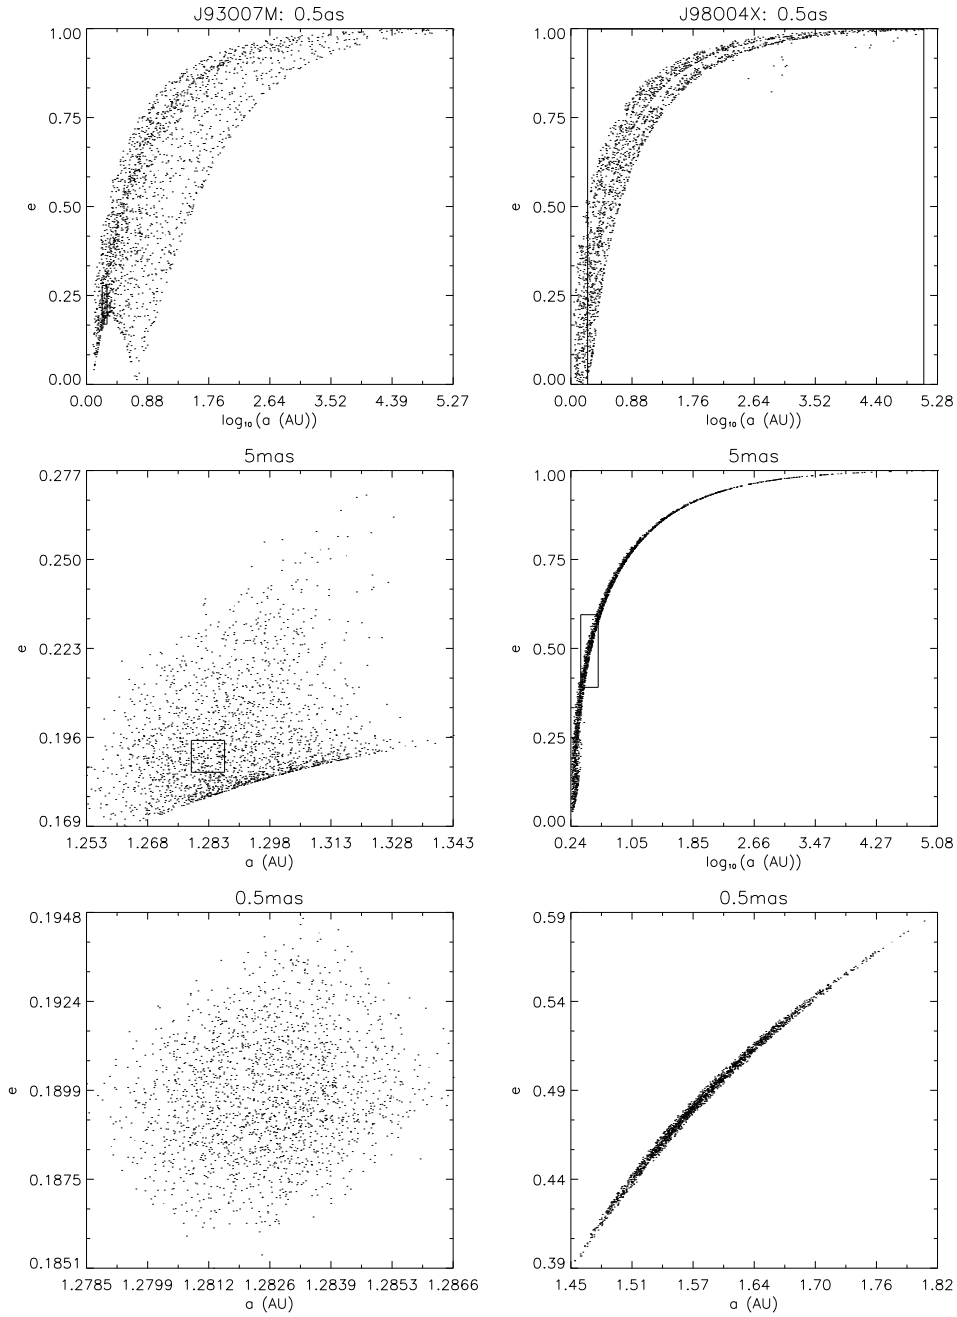 J93007M: 0.5as
1.00
0.75
0.50
0.25
0.00
e
0.00 0.88 1.76 2.64 3.52 4.39 5.27
log₁₀(a (AU))
J98004X: 0.5as
1.00
0.75
0.50
0.25
0.00
e
0.00 0.88 1.76 2.64 3.52 4.40 5.28
log₁₀(a (AU))
5mas
0.277
0.250
0.223
0.196
0.169
e
1.253 1.268 1.283 1.298 1.313 1.328 1.343
a (AU)
5mas
1.00
0.75
0.50
0.25
0.00
e
0.24 1.05 1.85 2.66 3.47 4.27 5.08
log₁₀(a (AU))
0.5mas
0.1948
0.1924
0.1899
0.1875
0.1851
e
1.2785 1.2799 1.2812 1.2826 1.2839 1.2853 1.2866
a (AU)
0.5mas
0.59
0.54
0.49
0.44
0.39
e
1.45 1.51 1.57 1.64 1.70 1.76 1.82
a (AU)